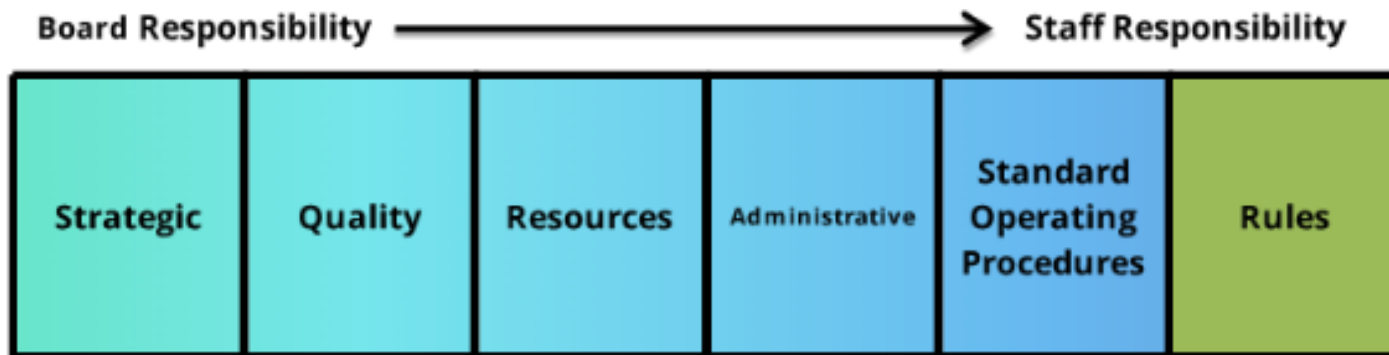 Board Responsibility
Staff Responsibility
Strategic
Quality
Resources
Administrative
Standard
Operating
Procedures
Rules